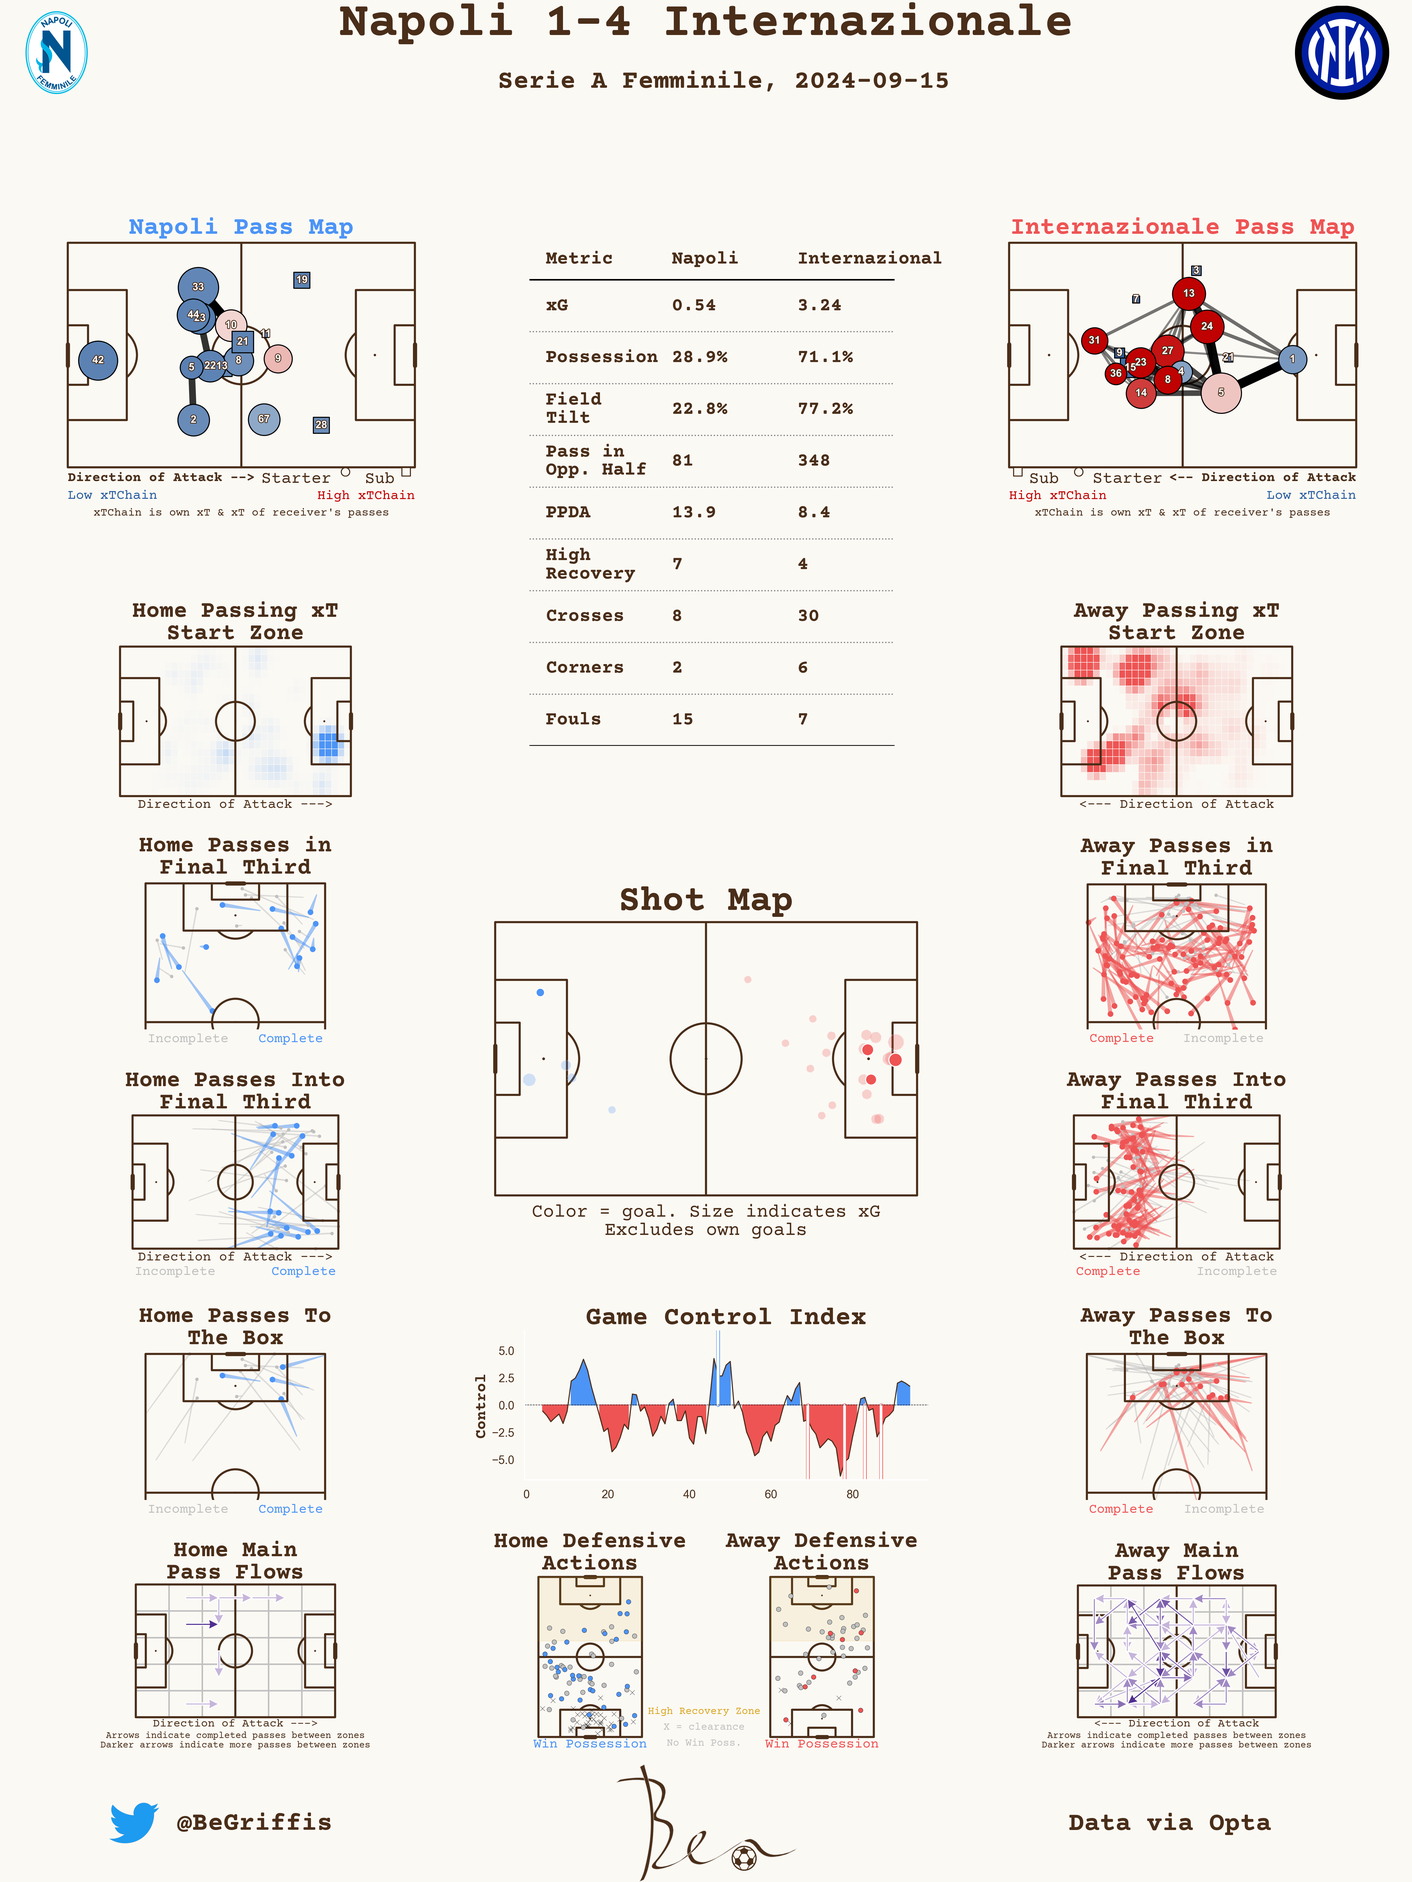 Napoli 1-4 Internazionale
Serie A Femminile, 2024-09-15
NAPOLI
N
FEMMINILE
Napoli Pass Map
33
19
44
23
10
11
21
42
5
22
13
8
9
2
67
28
Direction of Attack --> Starter Sub
Low xTChain High xTChain
xTChain is own xT & xT of receiver's passes
Metric Napoli Internazional
xG 0.54 3.24
Possession 28.9% 71.1%
Field
Tilt 22.8% 77.2%
Pass in
Opp. Half 81 348
PPDA 13.9 8.4
High
Recovery 7 4
Crosses 8 30
Corners 2 6
Fouls 15 7
Internazionale Pass Map
3
7
13
24
31
9
27
23
21
1
36
15
8
4
14
5
Sub Starter <-- Direction of Attack
High xTChain Low xTChain
xTChain is own xT & xT of receiver's passes
Home Passing xT
Start Zone
Direction of Attack --->
Away Passing xT
Start Zone
<--- Direction of Attack
Home Passes in
Final Third
Incomplete Complete
Away Passes in
Final Third
Complete Incomplete
Shot Map
Color = goal. Size indicates xG
Excludes own goals
Home Passes Into
Final Third
Direction of Attack --->
Incomplete Complete
Away Passes Into
Final Third
<--- Direction of Attack
Complete Incomplete
Home Passes To
The Box
Incomplete Complete
Game Control Index
Control
5.0
2.5
0.0
−2.5
−5.0
0 20 40 60 80
Away Passes To
The Box
Complete Incomplete
Home Main
Pass Flows
Direction of Attack --->
Arrows indicate completed passes between zones
Darker arrows indicate more passes between zones
Home Defensive
Actions
Win Possession
Away Defensive
Actions
Win Possession
High Recovery Zone
X = clearance
No Win Poss.
Away Main
Pass Flows
<--- Direction of Attack
Arrows indicate completed passes between zones
Darker arrows indicate more passes between zones
@BeGriffis
Ben
Data via Opta